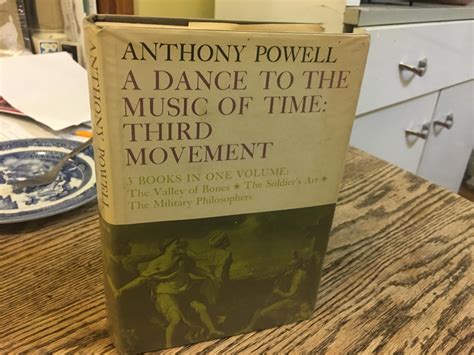 ANTHONY POWELL
A DANCE TO THE
MUSIC OF TIME:
THIRD
MOVEMENT
3 BOOKS IN ONE VOLUME:
The Valley of Bones ★ The Soldier's Art ★
The Military Philosophers
ANTHONY POWELL